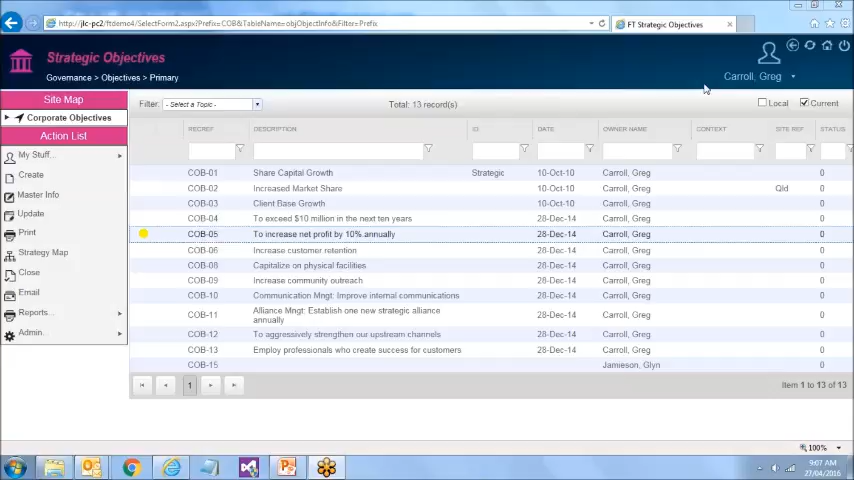 http://jlc-pc2/ftdemo4/SelectForm2.aspx?Prefix=COB&TableName=objObjectInfo&Filter=Prefix
FT Strategic Objectives
Strategic Objectives
Governance > Objectives > Primary
Carroll, Greg
Site Map
Corporate Objectives
Action List
My Stuff...
Create
Master Info
Update
Print
Strategy Map
Close
Email
Reports...
Admin...
Filter: - Select a Topic -
Total: 13 record(s)
Local
Current
RECREF DESCRIPTION ID DATE OWNER NAME CONTEXT SITE REF STATUS
COB-01 Share Capital Growth Strategic 10-Oct-10 Carroll, Greg 0
COB-02 Increased Market Share 10-Oct-10 Carroll, Greg Qld 0
COB-03 Client Base Growth 10-Oct-10 Carroll, Greg 0
COB-04 To exceed $10 million in the next ten years 28-Dec-14 Carroll, Greg 0
COB-05 To increase net profit by 10% annually 28-Dec-14 Carroll, Greg 0
COB-06 Increase customer retention 28-Dec-14 Carroll, Greg 0
COB-08 Capitalize on physical facilities 28-Dec-14 Carroll, Greg 0
COB-09 Increase community outreach 28-Dec-14 Carroll, Greg 0
COB-10 Communication Mngt: Improve internal communications 28-Dec-14 Carroll, Greg 0
COB-11 Alliance Mngt: Establish one new strategic alliance annually 28-Dec-14 Carroll, Greg 0
COB-12 To aggressively strengthen our upstream channels 28-Dec-14 Carroll, Greg 0
COB-13 Employ professionals who create success for customers 28-Dec-14 Carroll, Greg 0
COB-15 Jamieson, Glyn 0
1
Item 1 to 13 of 13
100%
9:07 AM
27/04/2016